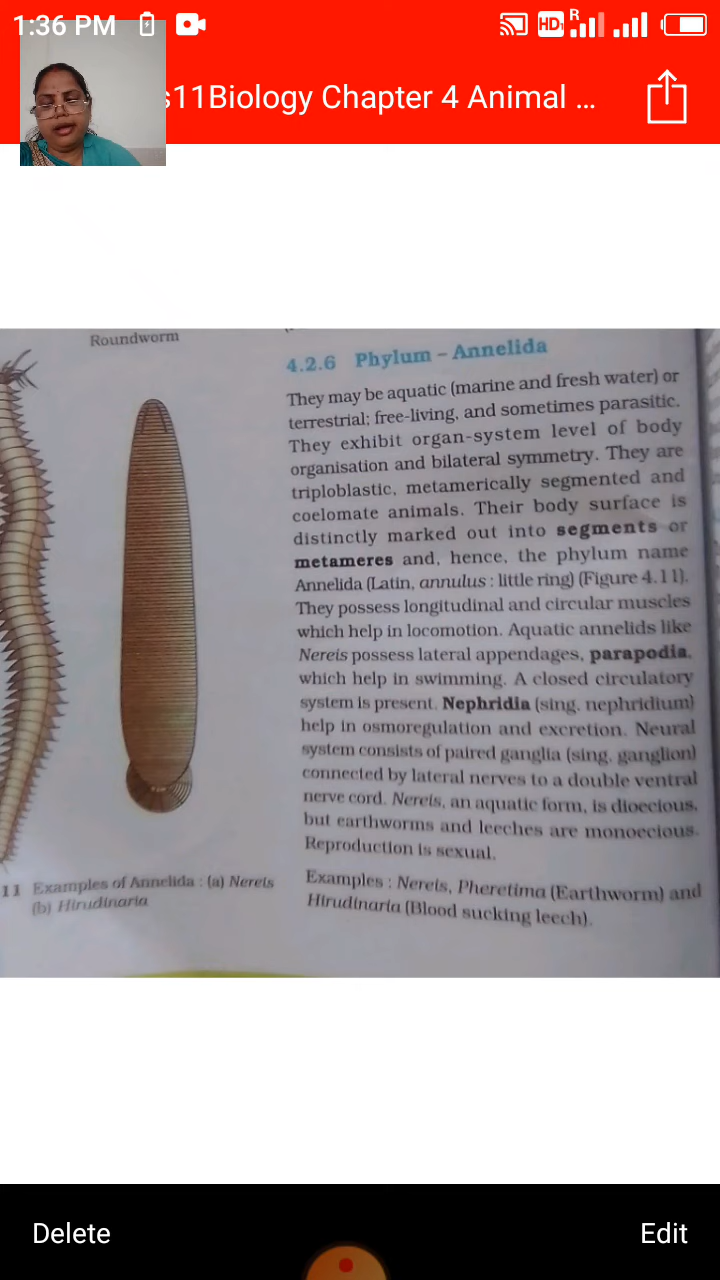 1:36 PM
HD
R
s11Biology Chapter 4 Animal ...
Roundworm
4.2.6 Phylum – Annelida
They may be aquatic (marine and fresh water) or
terrestrial; free-living, and sometimes parasitic.
They exhibit organ-system level of body
organisation and bilateral symmetry. They are
triploblastic, metamerically segmented and
coelomate animals. Their body surface is
distinctly marked out into segments or
metameres and, hence, the phylum name
Annelida (Latin, annulus : little ring) (Figure 4.11).
They possess longitudinal and circular muscles
which help in locomotion. Aquatic annelids like
Nereis possess lateral appendages, parapodia,
which help in swimming. A closed circulatory
system is present. Nephridia (sing. nephridium)
help in osmoregulation and excretion. Neural
system consists of paired ganglia (sing. ganglion)
connected by lateral nerves to a double ventral
nerve cord. Nereis, an aquatic form, is dioecious,
but earthworms and leeches are monoecious.
Reproduction is sexual.
Examples : Nereis, Pheretima (Earthworm) and
Hirudinaria (Blood sucking leech).
11 Examples of Annelida : (a) Nereis
(b) Hirudinaria
Delete
Edit